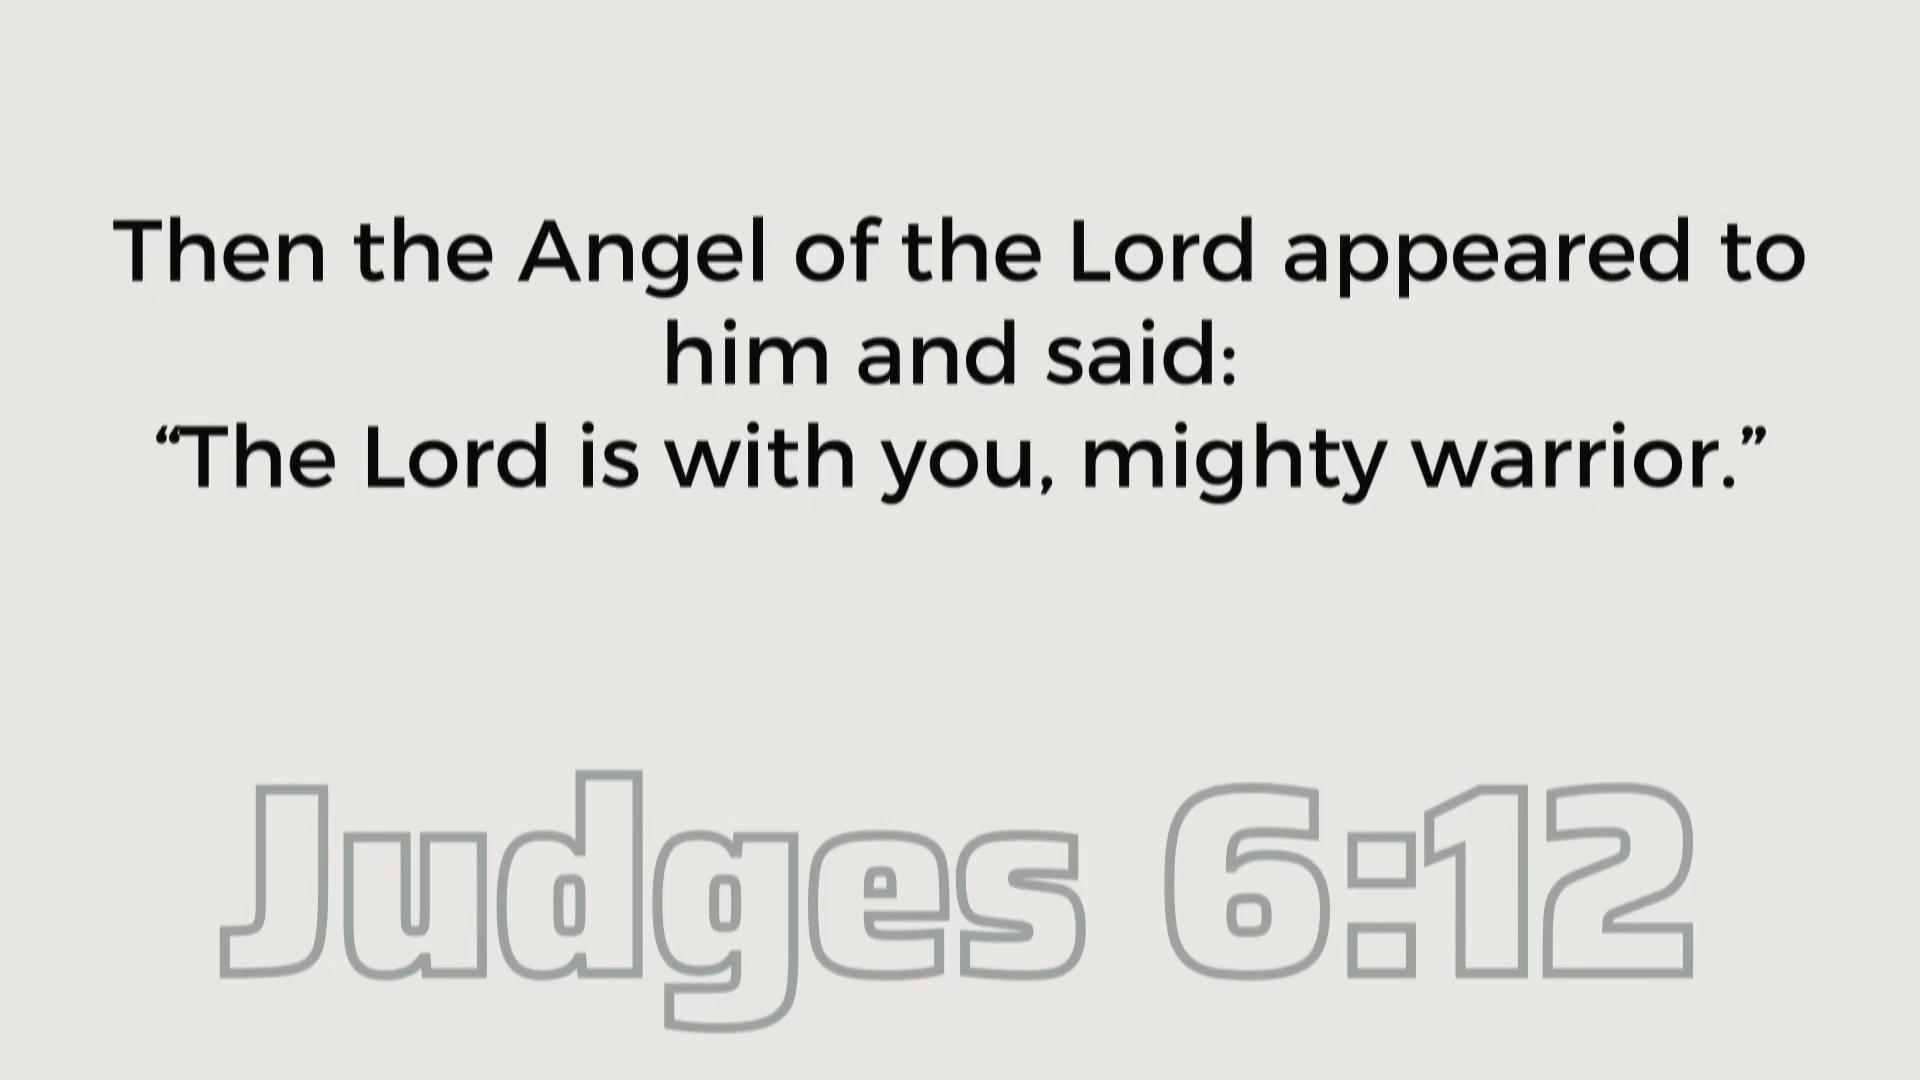 Then the Angel of the Lord appeared to
him and said:
“The Lord is with you, mighty warrior.”
Judges 6:12